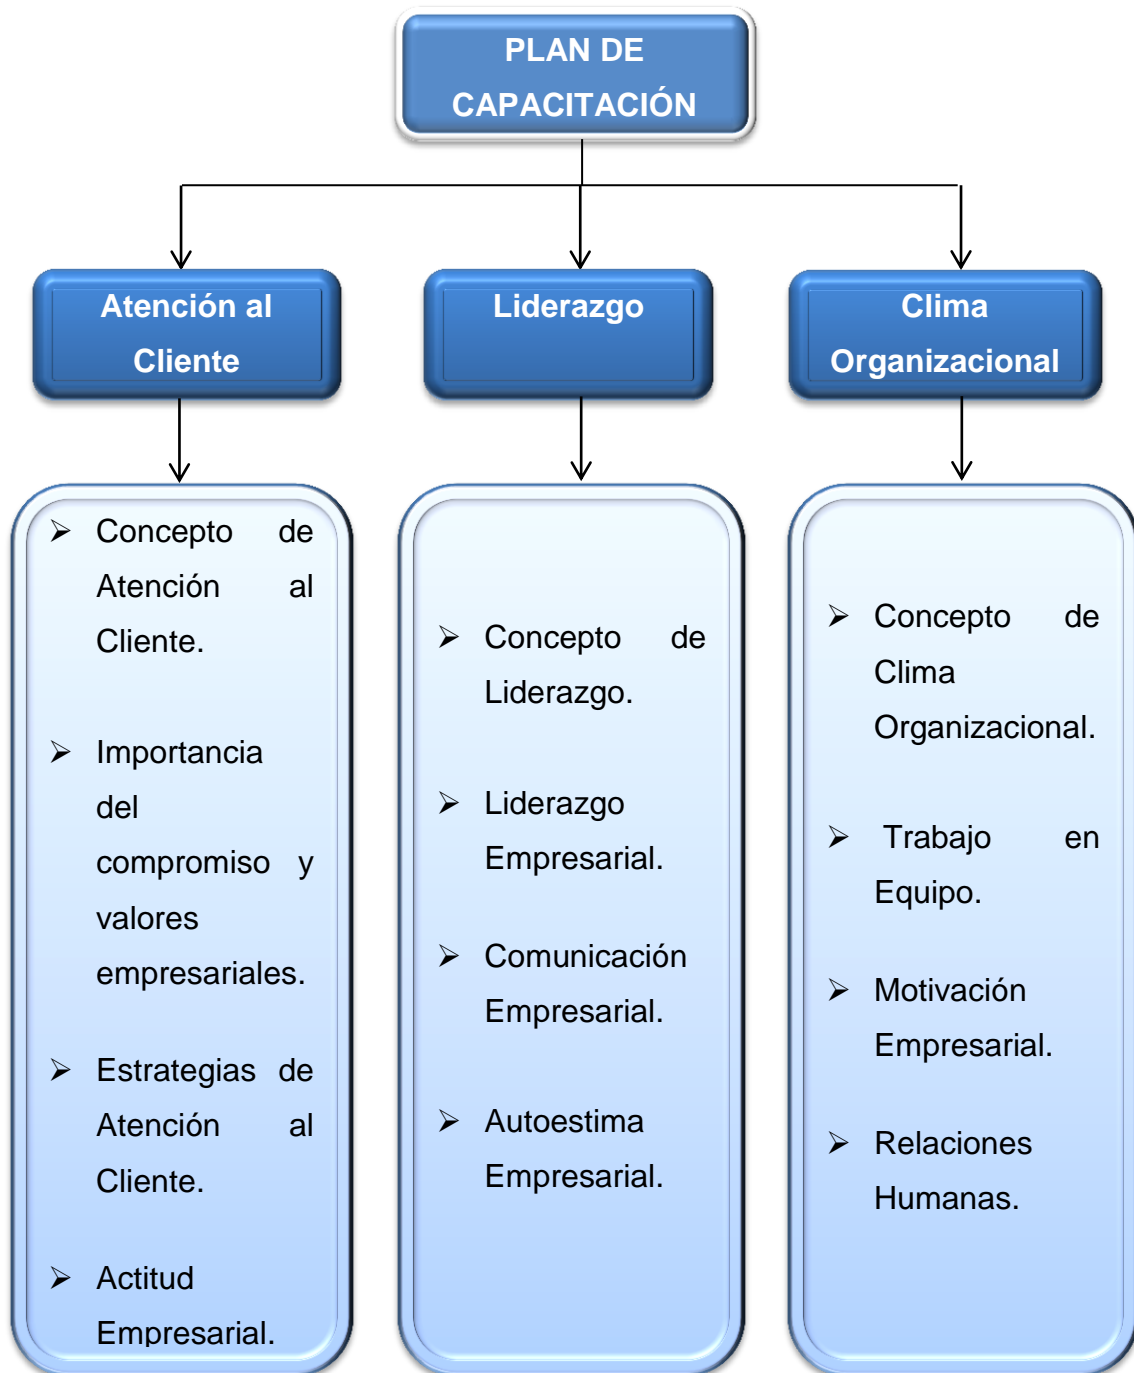 PLAN DE
CAPACITACIÓN
Atención al
Cliente
Liderazgo
Clima
Organizacional
➢ Concepto de
Atención al
Cliente.
➢ Importancia
del
compromiso y
valores
empresariales.
➢ Estrategias de
Atención al
Cliente.
➢ Actitud
Empresarial.
➢ Concepto de
Liderazgo.
➢ Liderazgo
Empresarial.
➢ Comunicación
Empresarial.
➢ Autoestima
Empresarial.
➢ Concepto de
Clima
Organizacional.
➢ Trabajo en
Equipo.
➢ Motivación
Empresarial.
➢ Relaciones
Humanas.